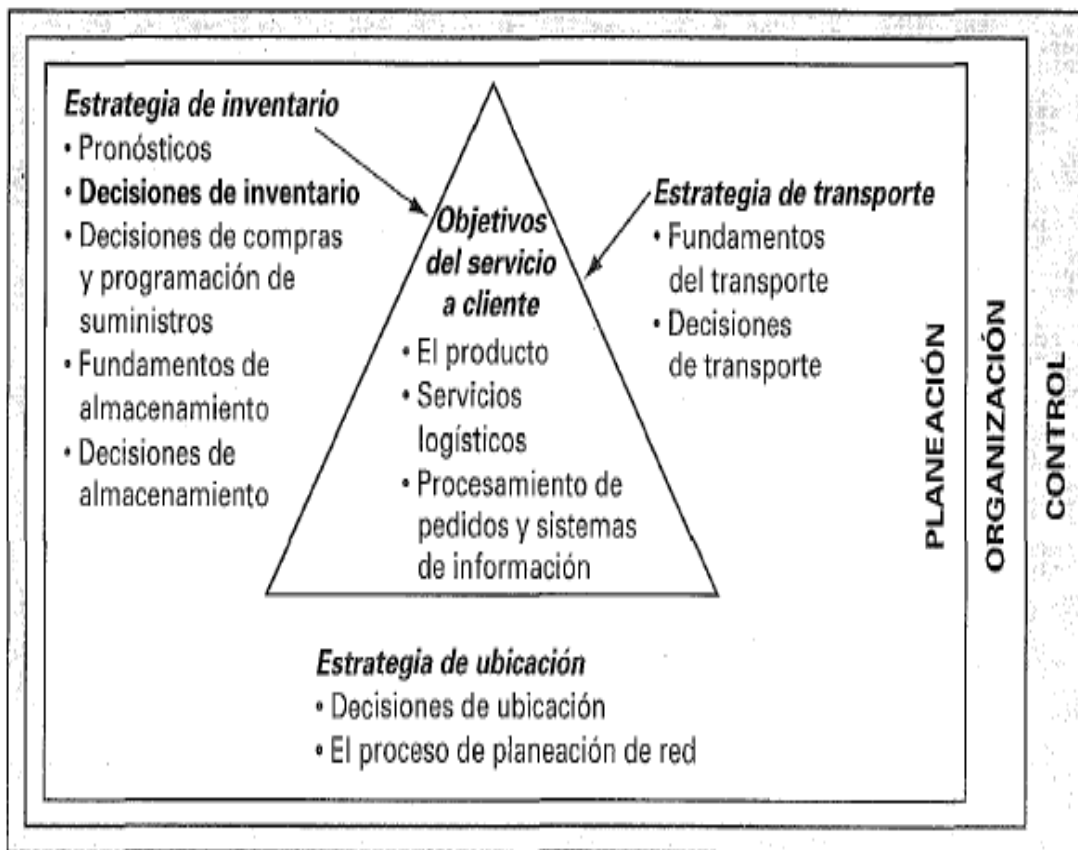 Estrategia de inventario
• Pronósticos
• Decisiones de inventario
• Decisiones de compras
y programación de
suministros
• Fundamentos de
almacenamiento
• Decisiones de
almacenamiento
Objetivos
del servicio
a cliente
• El producto
• Servicios
logísticos
• Procesamiento de
pedidos y sistemas
de información
Estrategia de transporte
• Fundamentos
del transporte
• Decisiones
de transporte
Estrategia de ubicación
• Decisiones de ubicación
• El proceso de planeación de red
PLANEACIÓN
ORGANIZACIÓN
CONTROL